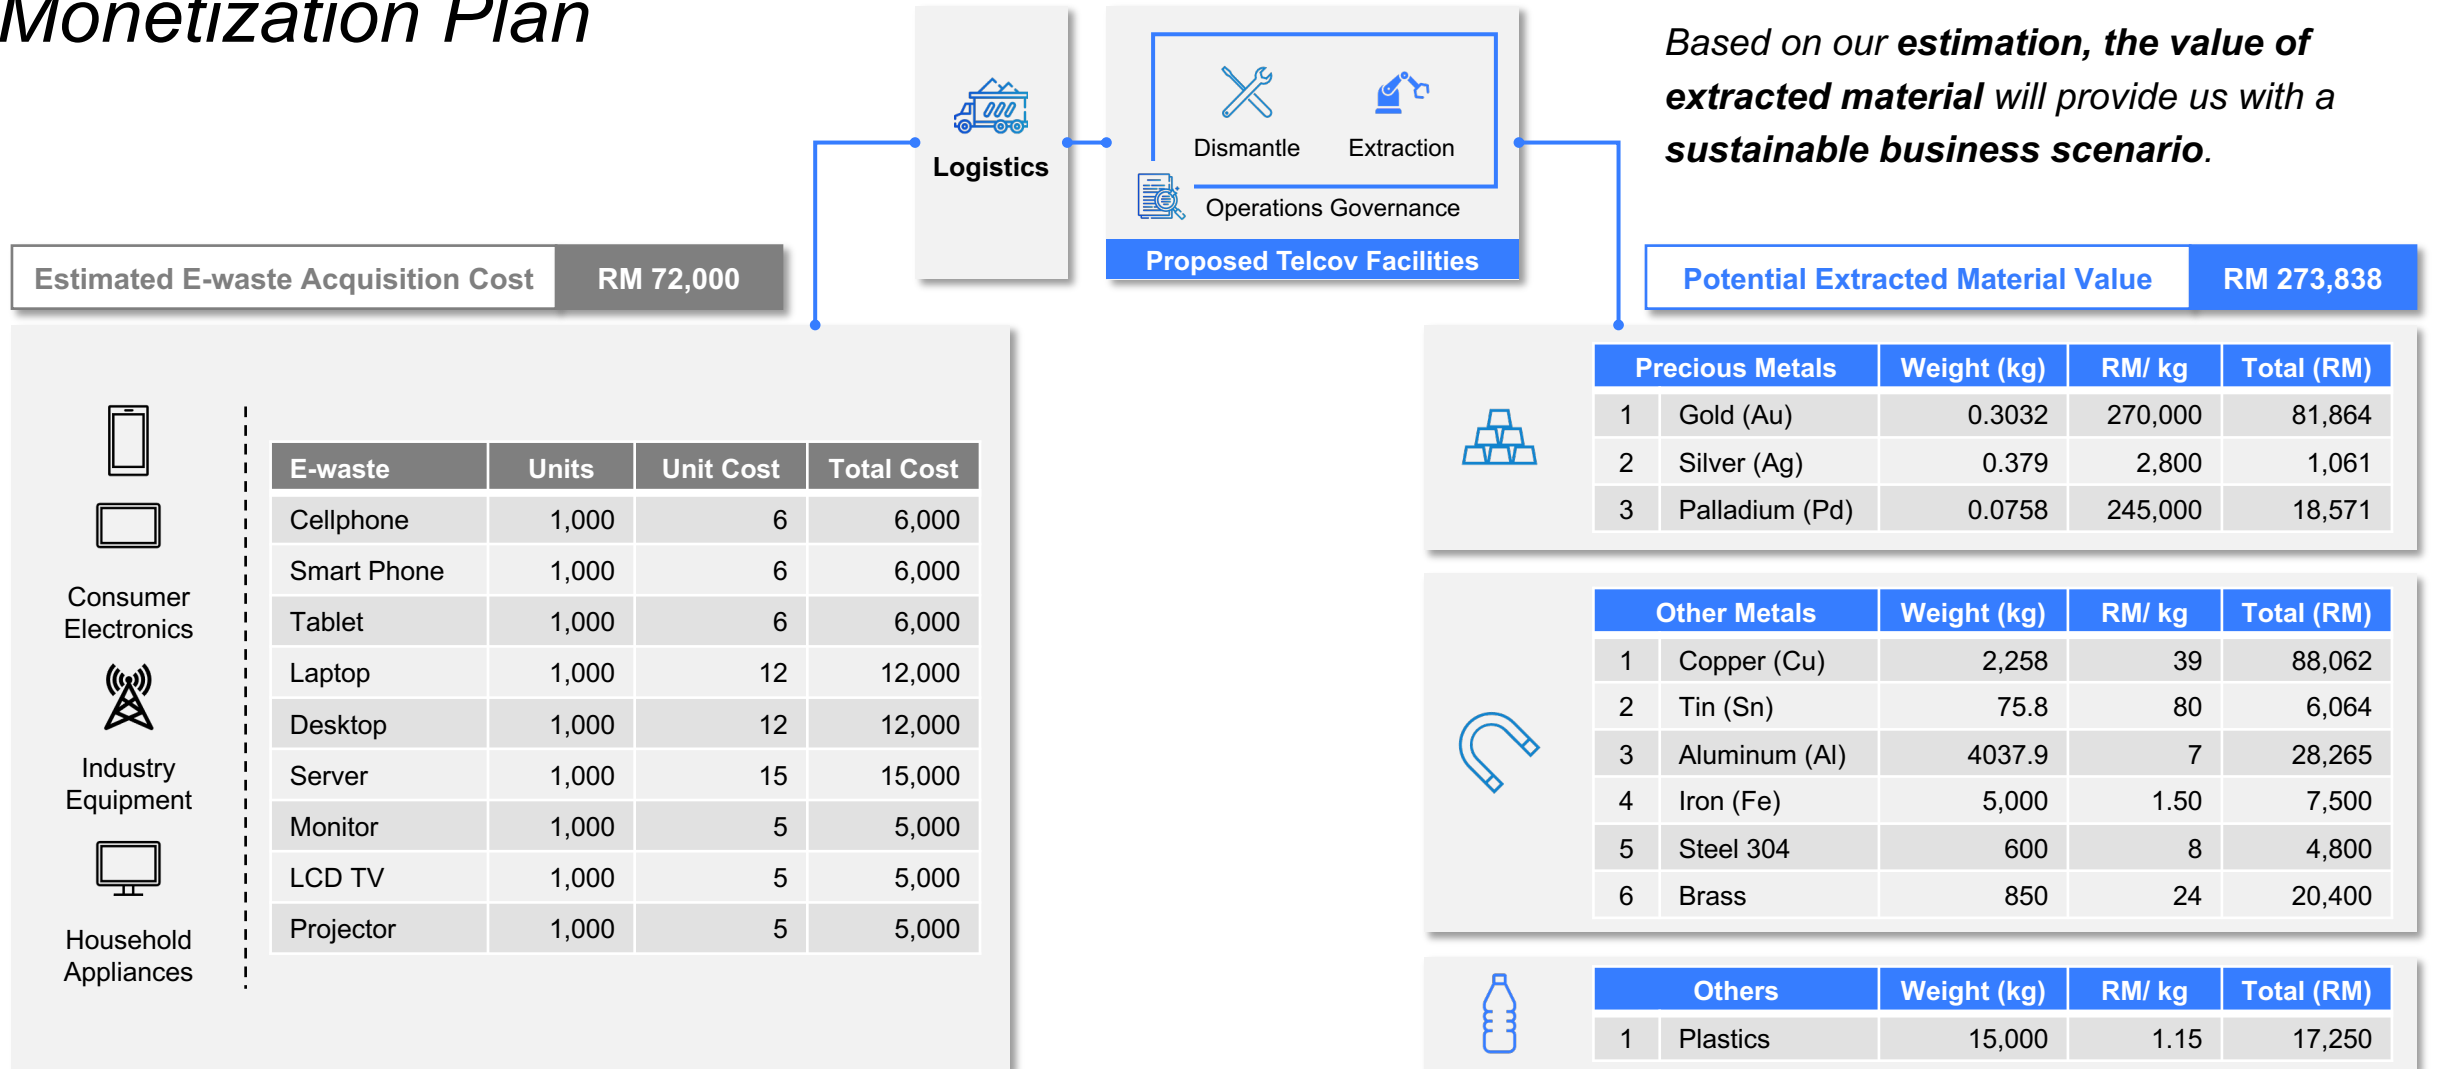 Monetization Plan
Logistics
Dismantle Extraction
Operations Governance
Proposed Telcov Facilities
Based on our estimation, the value of
extracted material will provide us with a
sustainable business scenario.
Estimated E-waste Acquisition Cost RM 72,000
Consumer
Electronics
Industry
Equipment
Household
Appliances
E-waste Units Unit Cost Total Cost
Cellphone 1,000 6 6,000
Smart Phone 1,000 6 6,000
Tablet 1,000 6 6,000
Laptop 1,000 12 12,000
Desktop 1,000 12 12,000
Server 1,000 15 15,000
Monitor 1,000 5 5,000
LCD TV 1,000 5 5,000
Projector 1,000 5 5,000
Potential Extracted Material Value RM 273,838
Precious Metals Weight (kg) RM/ kg Total (RM)
1 Gold (Au) 0.3032 270,000 81,864
2 Silver (Ag) 0.379 2,800 1,061
3 Palladium (Pd) 0.0758 245,000 18,571
Other Metals Weight (kg) RM/ kg Total (RM)
1 Copper (Cu) 2,258 39 88,062
2 Tin (Sn) 75.8 80 6,064
3 Aluminum (Al) 4037.9 7 28,265
4 Iron (Fe) 5,000 1.50 7,500
5 Steel 304 600 8 4,800
6 Brass 850 24 20,400
Others Weight (kg) RM/ kg Total (RM)
1 Plastics 15,000 1.15 17,250